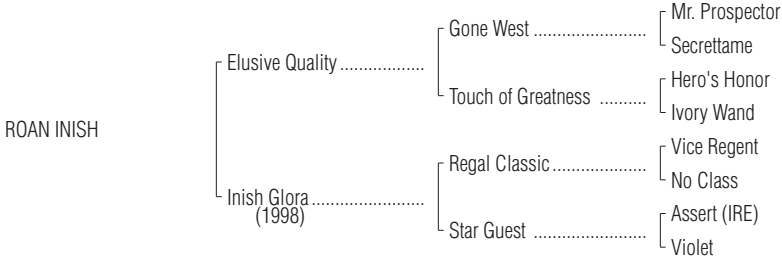 Mr. Prospector
Gone West ........................
Secrettame
Elusive Quality ..................
Hero's Honor
Touch of Greatness ..........
Ivory Wand
ROAN INISH
Vice Regent
Regal Classic ....................
No Class
Inish Glora ........................
(1998)
Assert (IRE)
Star Guest ........................
Violet